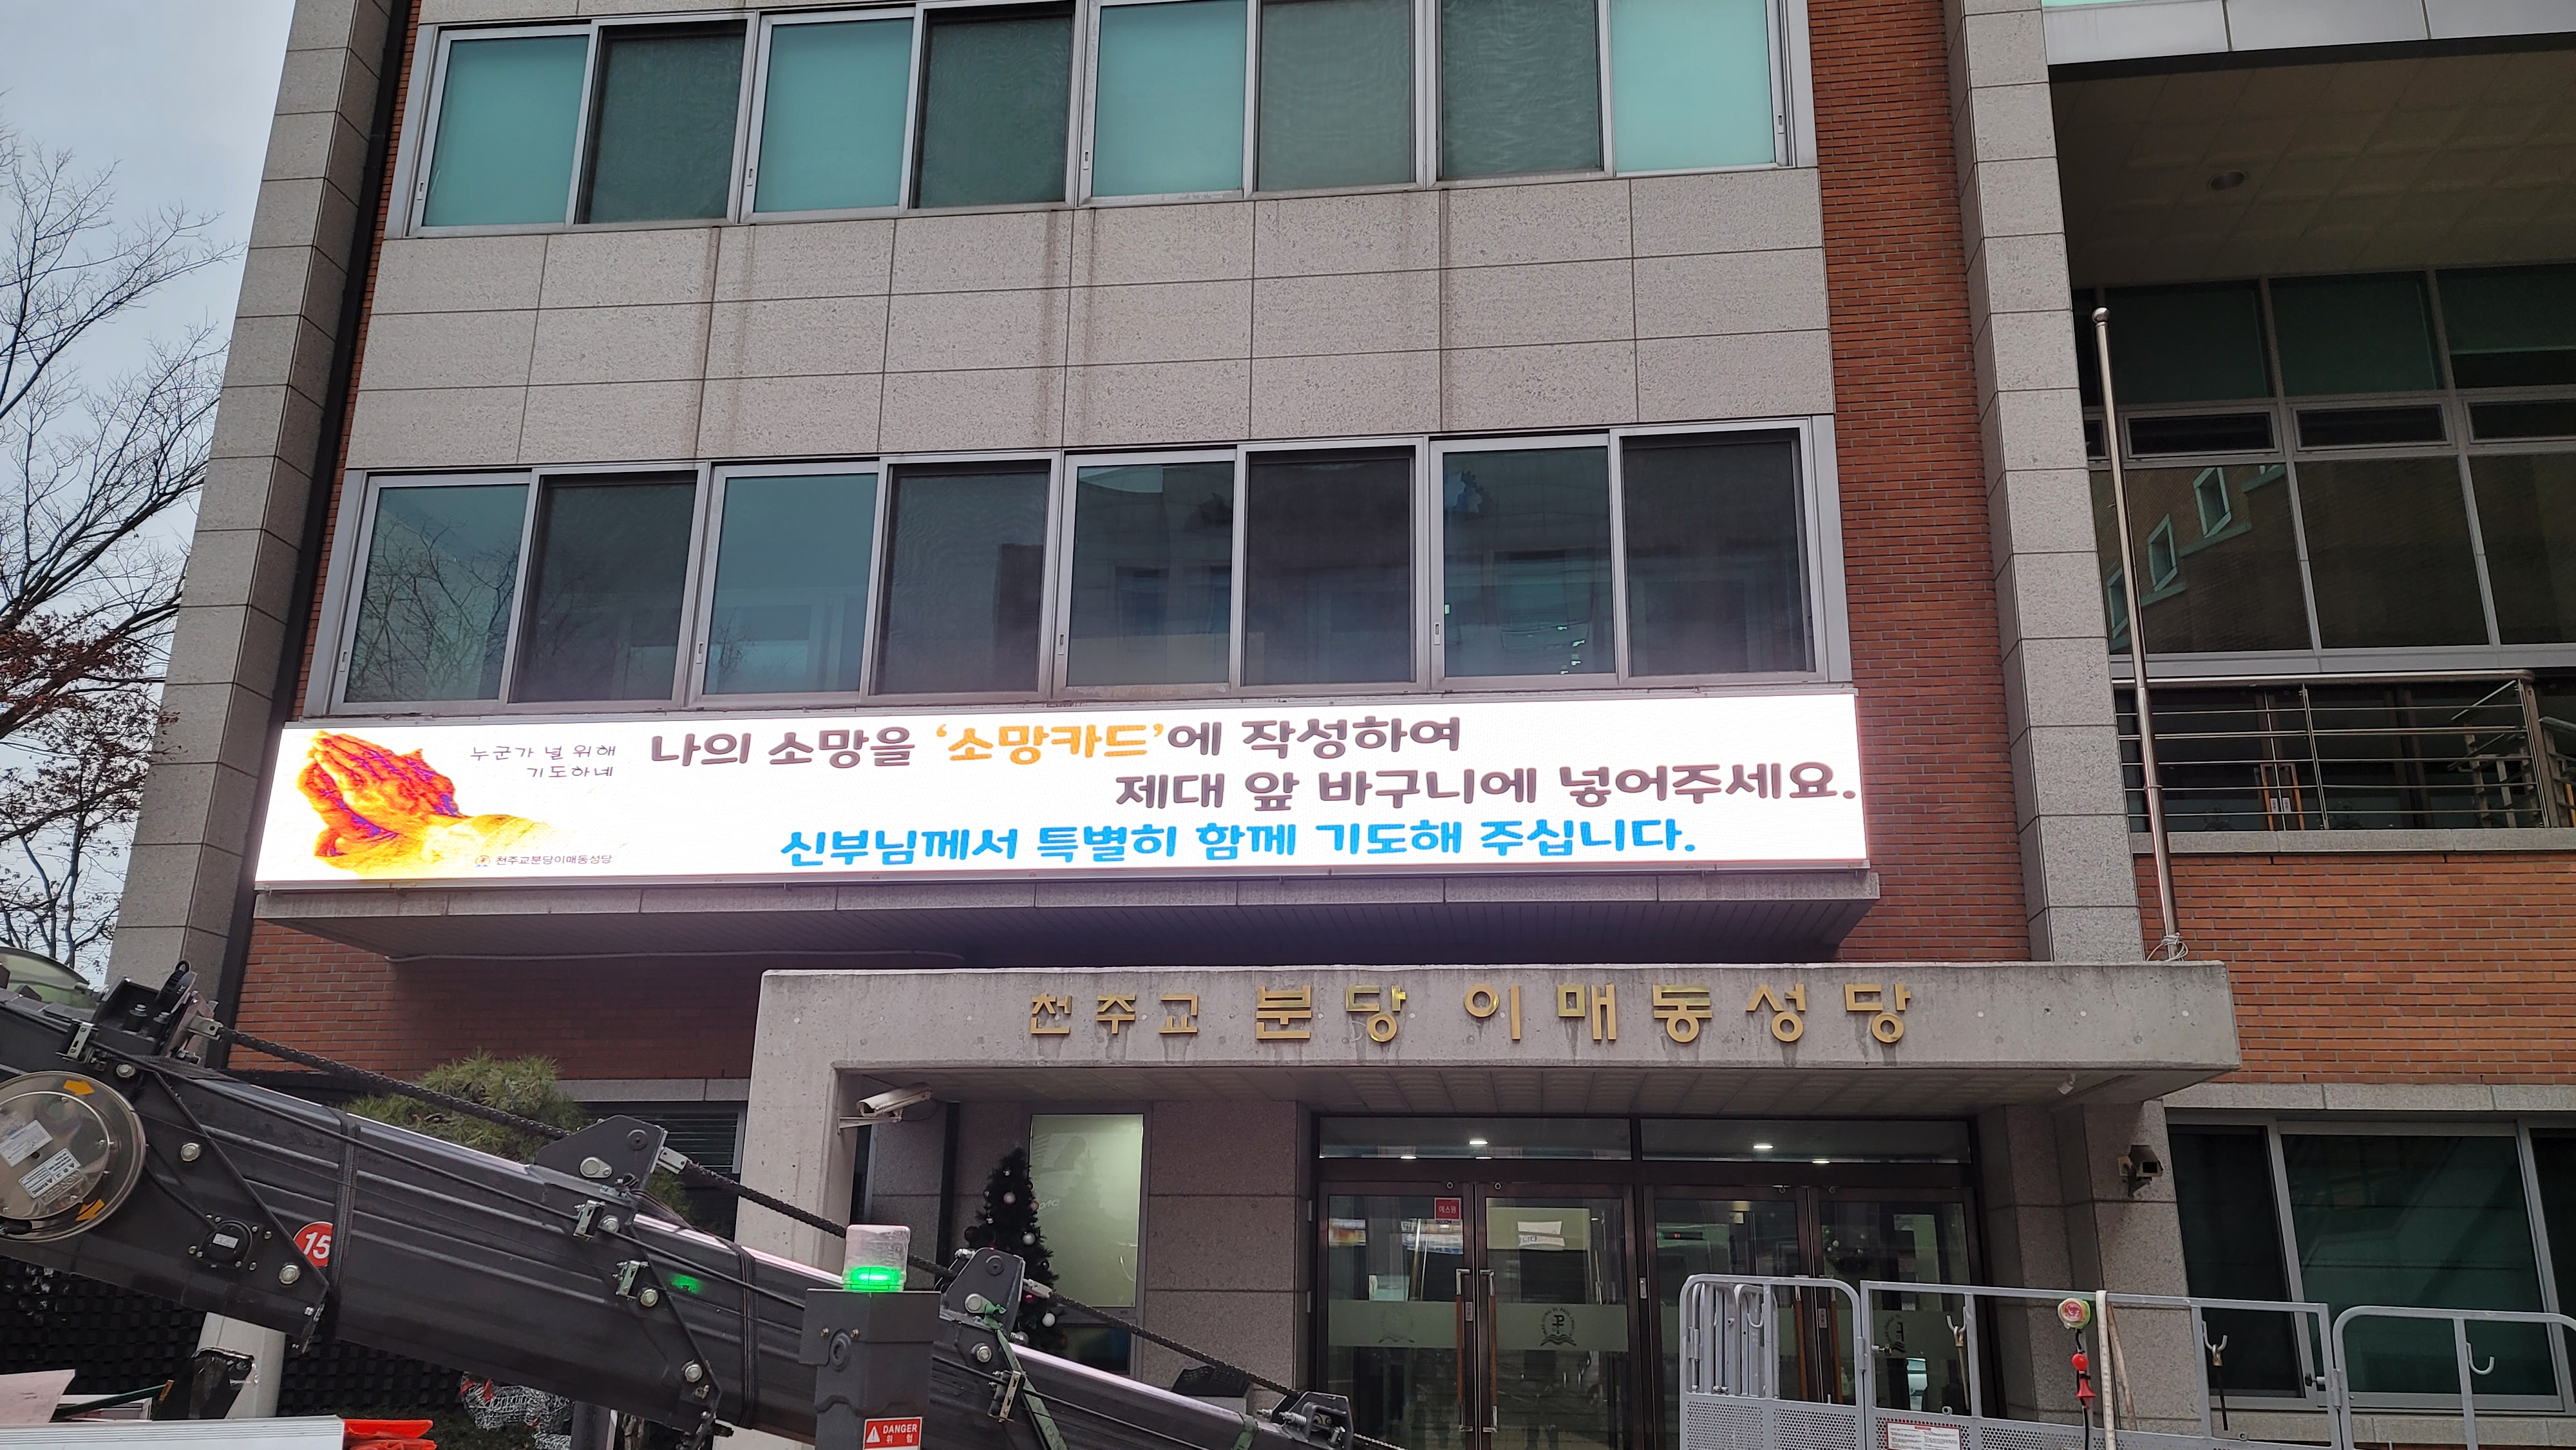 누군가 널 위해
기도하네
천주교분당이매동성당
나의 소망을 ‘소망카드’에 작성하여
제대 앞 바구니에 넣어주세요.
신부님께서 특별히 함께 기도해 주십니다.
천주교 분당 이매동성당
15
DANGER
위 험